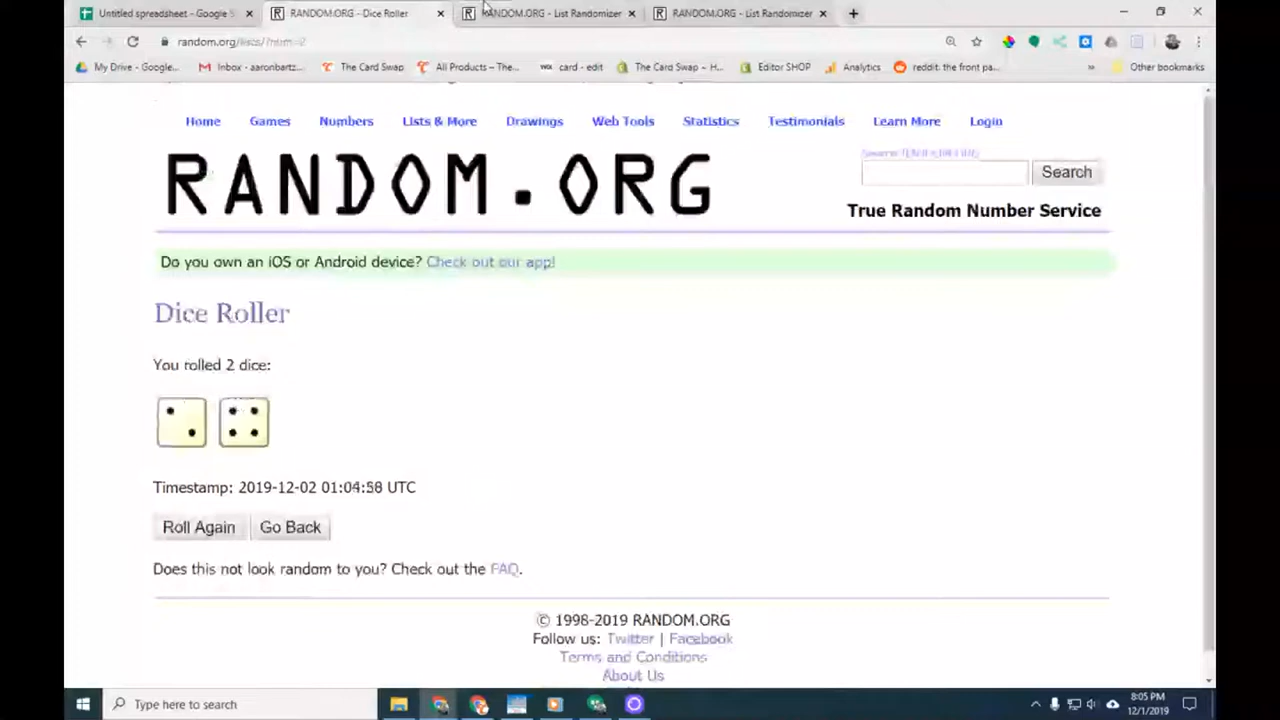 Untitled spreadsheet - Google S
RANDOM.ORG - Dice Roller
RANDOM.ORG - List Randomizer
RANDOM.ORG - List Randomizer
random.org/
My Drive - Google...
Inbox - aaronbartz...
The Card Swap
All Products – The...
card - edit
The Card Swap ~ H...
Editor SHOP
Analytics
reddit: the front pa...
»
Other bookmarks
Home
Games
Numbers
Lists & More
Drawings
Web Tools
Statistics
Testimonials
Learn More
Login
RANDOM.ORG
Search
True Random Number Service
Do you own an iOS or Android device? Check out our app!
Dice Roller
You rolled 2 dice:
Timestamp: 2019-12-02 01:04:58 UTC
Roll Again
Go Back
Does this not look random to you? Check out the FAQ.
© 1998-2019 RANDOM.ORG
Follow us: Twitter | Facebook
Terms and Conditions
About Us
Type here to search
8:05 PM
12/1/2019